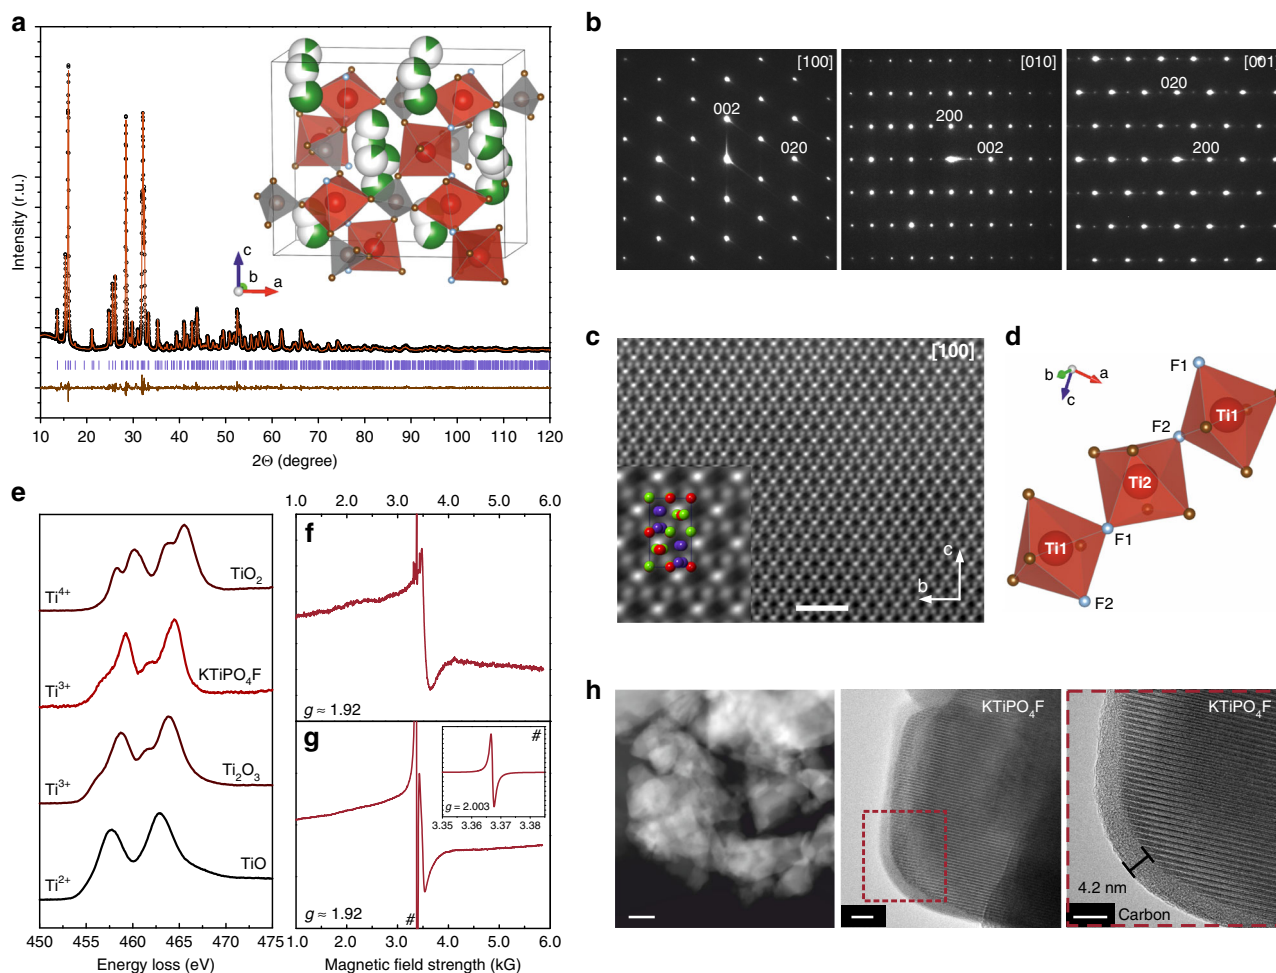 a
Intensity (r.u.)
c
b
a
10 20 30 40 50 60 70 80 90 100 110 120
2Θ (degree)
b
[100]
002
020
[010]
200
002
[001]
020
200
c
[100]
c
b
d
b
a
c
F1
Ti1
F2
Ti2
F1
Ti1
F2
e
Ti4+
TiO2
KTiPO4F
Ti3+
Ti2O3
Ti3+
TiO
Ti2+
450 455 460 465 470 475
Energy loss (eV)
1.0 2.0 3.0 4.0 5.0 6.0
f
g ≈ 1.92
g
#
g = 2.003
3.35 3.36 3.37 3.38
g ≈ 1.92
#
1.0 2.0 3.0 4.0 5.0 6.0
Magnetic field strength (kG)
h
KTiPO4F
KTiPO4F
4.2 nm
Carbon